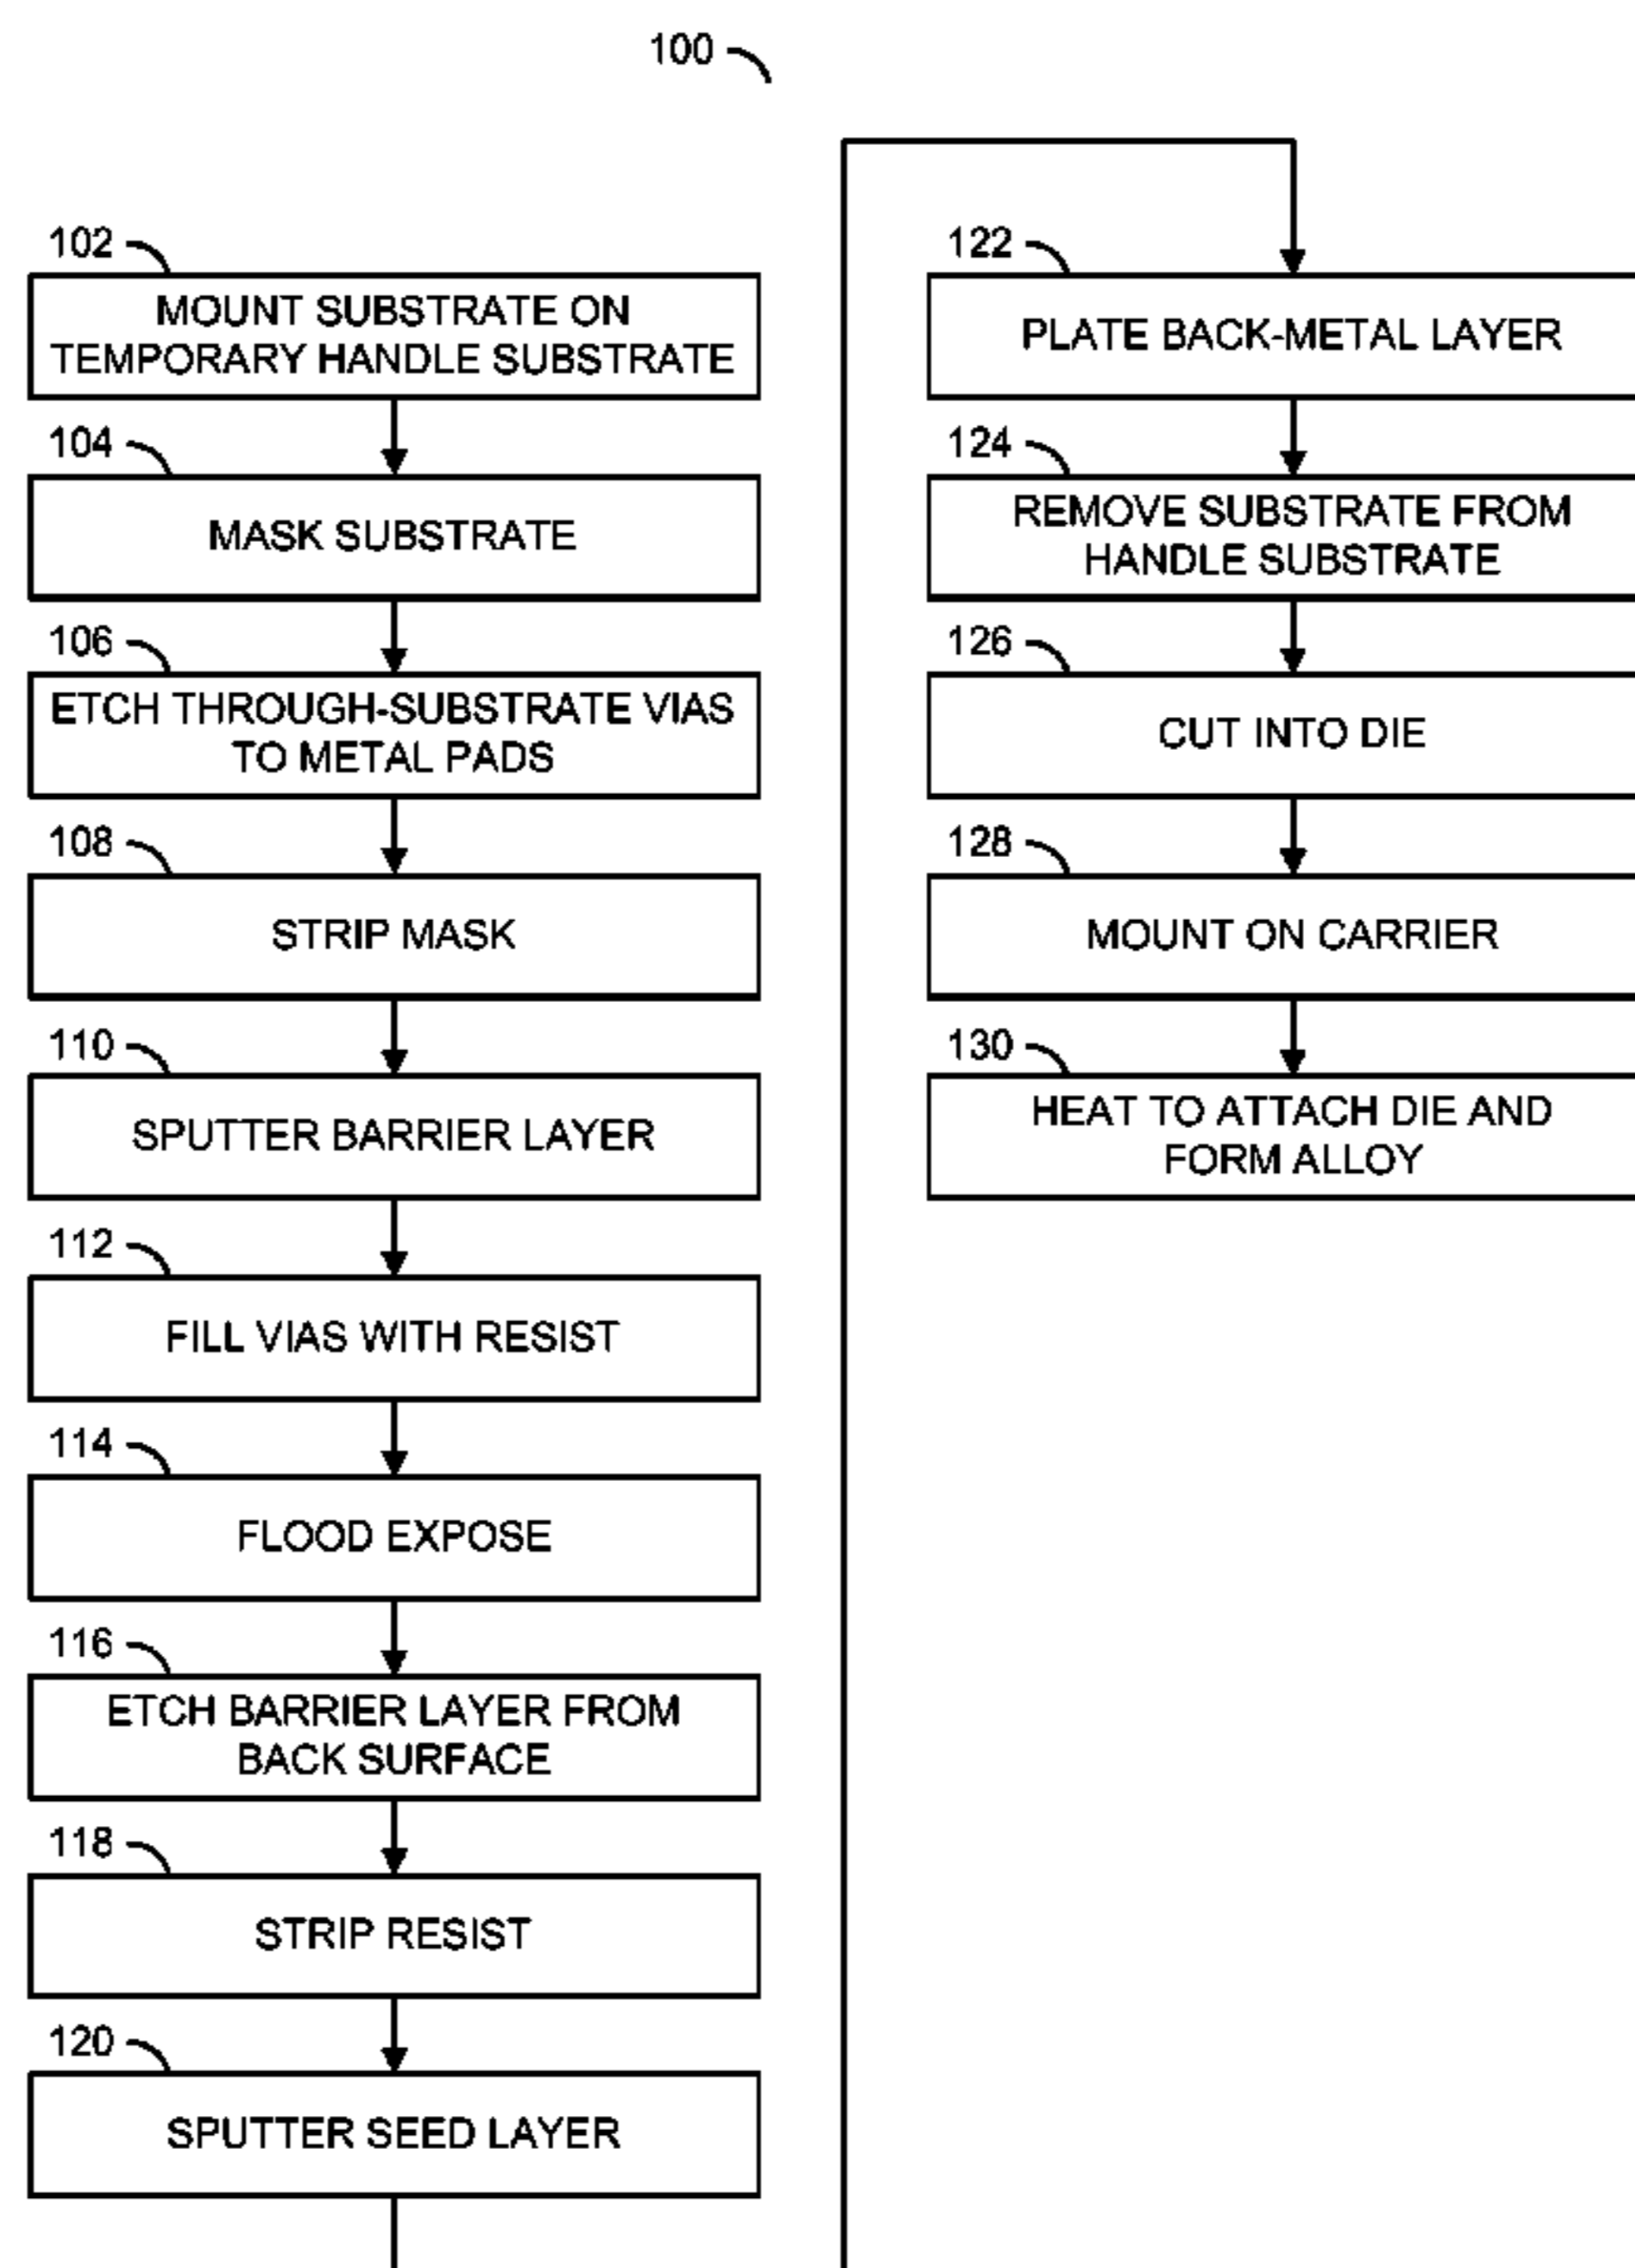 100
102
MOUNT SUBSTRATE ON
TEMPORARY HANDLE SUBSTRATE
104
MASK SUBSTRATE
106
ETCH THROUGH-SUBSTRATE VIAS
TO METAL PADS
108
STRIP MASK
110
SPUTTER BARRIER LAYER
112
FILL VIAS WITH RESIST
114
FLOOD EXPOSE
116
ETCH BARRIER LAYER FROM
BACK SURFACE
118
STRIP RESIST
120
SPUTTER SEED LAYER
122
PLATE BACK-METAL LAYER
124
REMOVE SUBSTRATE FROM
HANDLE SUBSTRATE
126
CUT INTO DIE
128
MOUNT ON CARRIER
130
HEAT TO ATTACH DIE AND
FORM ALLOY